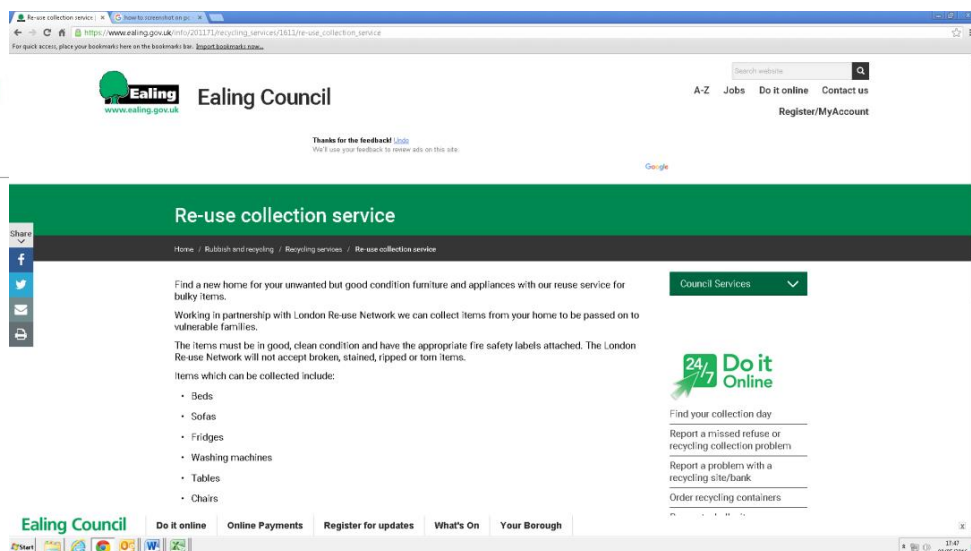 Re-use collection service |
how to screenshot on pc -
https://www.ealing.gov.uk/info/201171/recycling_services/1611/re-use_collection_service
For quick access, place your bookmarks here on the bookmarks bar. Import bookmarks now...
Search website
Ealing
www.ealing.gov.uk
Ealing Council
A-Z Jobs Do it online Contact us
Register/MyAccount
Thanks for the feedback! Undo
We'll use your feedback to review ads on this site.
Google
Re-use collection service
Share
Home / Rubbish and recycling / Recycling services / Re-use collection service
Find a new home for your unwanted but good condition furniture and appliances with our reuse service for
bulky items.
Working in partnership with London Re-use Network we can collect items from your home to be passed on to
vulnerable families.
The items must be in good, clean condition and have the appropriate fire safety labels attached. The London
Re-use Network will not accept broken, stained, ripped or torn items.
Items which can be collected include:
• Beds
• Sofas
• Fridges
• Washing machines
• Tables
• Chairs
Council Services
24/7 Do it
Online
Find your collection day
Report a missed refuse or
recycling collection problem
Report a problem with a
recycling site/bank
Order recycling containers
Ealing Council Do it online Online Payments Register for updates What's On Your Borough x
Start
17:47